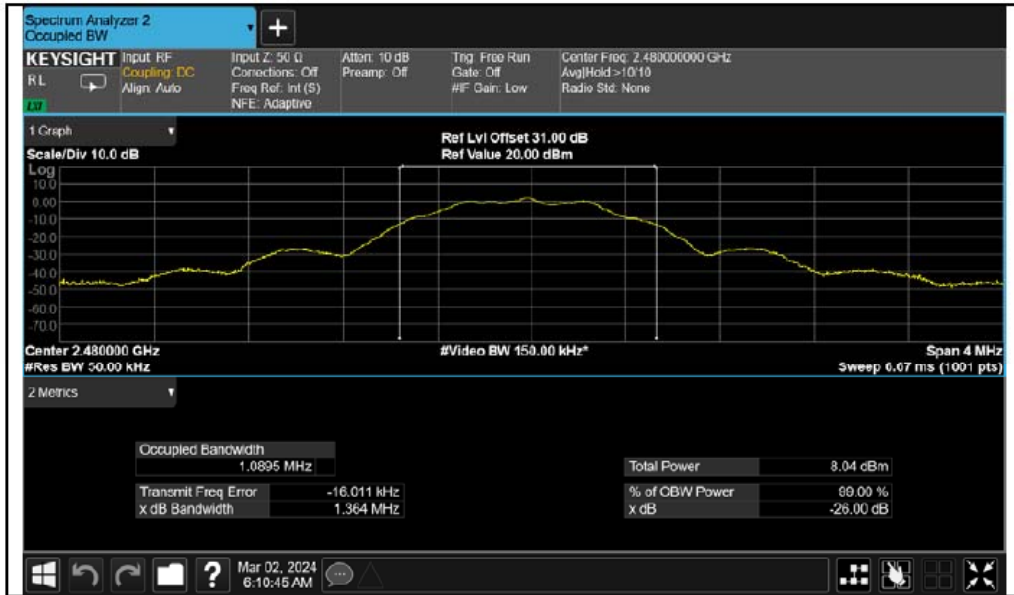 Spectrum Analyzer 2
Occupied BW
KEYSIGHT Input: RF Input Z: 50 Ω Atten: 10 dB Trig: Free Run Center Freq: 2.480000000 GHz
RL Coupling: DC Corrections: Off Preamp: Off Gate: Off Avg|Hold >10/10
Align: Auto Freq Ref: Int (S) #IF Gain: Low Radio Std: None
NFE: Adaptive
1 Graph
Ref Lvl Offset 31.00 dB
Scale/Div 10.0 dB Ref Value 20.00 dBm
Log
10.0
0.00
-10.0
-20.0
-30.0
-40.0
-50.0
-60.0
-70.0
Center 2.480000 GHz #Video BW 150.00 kHz* Span 4 MHz
#Res BW 50.00 kHz Sweep 6.67 ms (1001 pts)
2 Metrics
Occupied Bandwidth
1.0895 MHz Total Power 8.04 dBm
Transmit Freq Error -16.011 kHz % of OBW Power 99.00 %
x dB Bandwidth 1.364 MHz x dB -26.00 dB
? Mar 02, 2024
6:10:45 AM